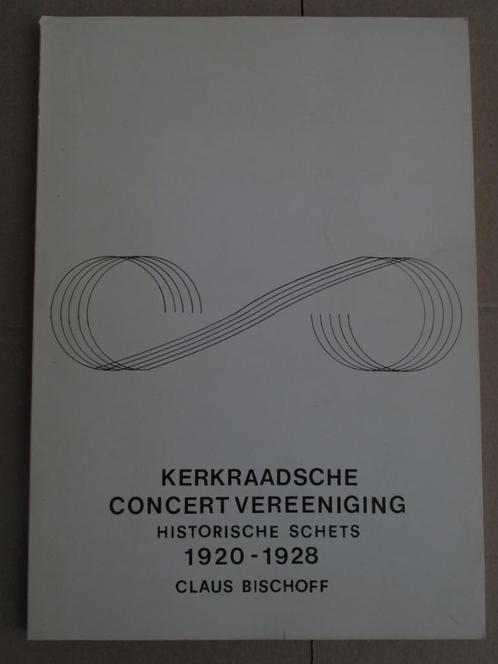 KERKRAADSCHE
CONCERT VEREENIGING
HISTORISCHE SCHETS
1920-1928
CLAUS BISCHOFF